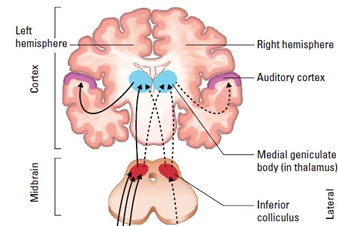 Left
hemisphere
Right hemisphere
Cortex
Auditory cortex
Medial geniculate
body (in thalamus)
Midbrain
Inferior
colliculus
Lateral